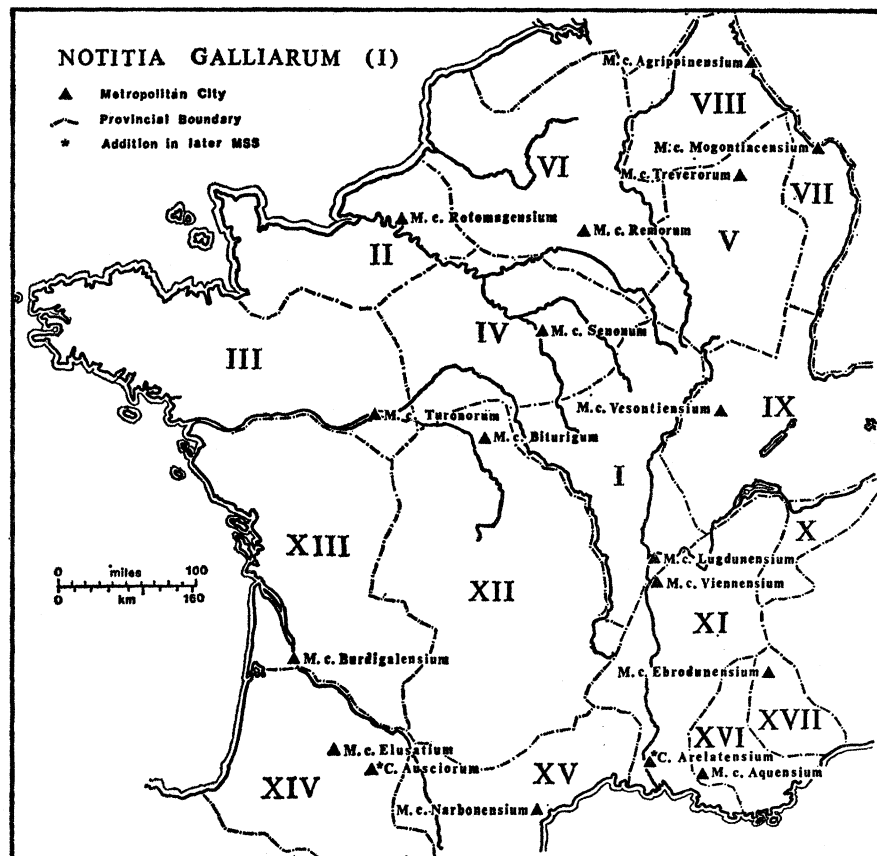 NOTITIA GALLIARUM (I)
Metropolitan City
Provincial Boundary
* Addition in later MSS
M.c. Agrippinensium
VIII
M.c. Mogontiacensium
VI
M.c. Treverorum
VII
M.c. Rotomagensium
M.c. Remorum
V
II
IV
M.c. Senonum
III
M.c. Turonorum
M.c. Vesontiensium
IX
M.c. Biturigum
I
X
XIII
M.c. Lugdunensium
0 miles 100
0 km 160
XII
M.c. Viennensium
XI
M.c. Burdigalensium
M.c. Ebrodunensium
XVII
XVI
M.c. Elusatium
*C. Ausciorum
*C. Arelatensium
M.c. Aquensium
XIV
XV
M.c. Narbonensium